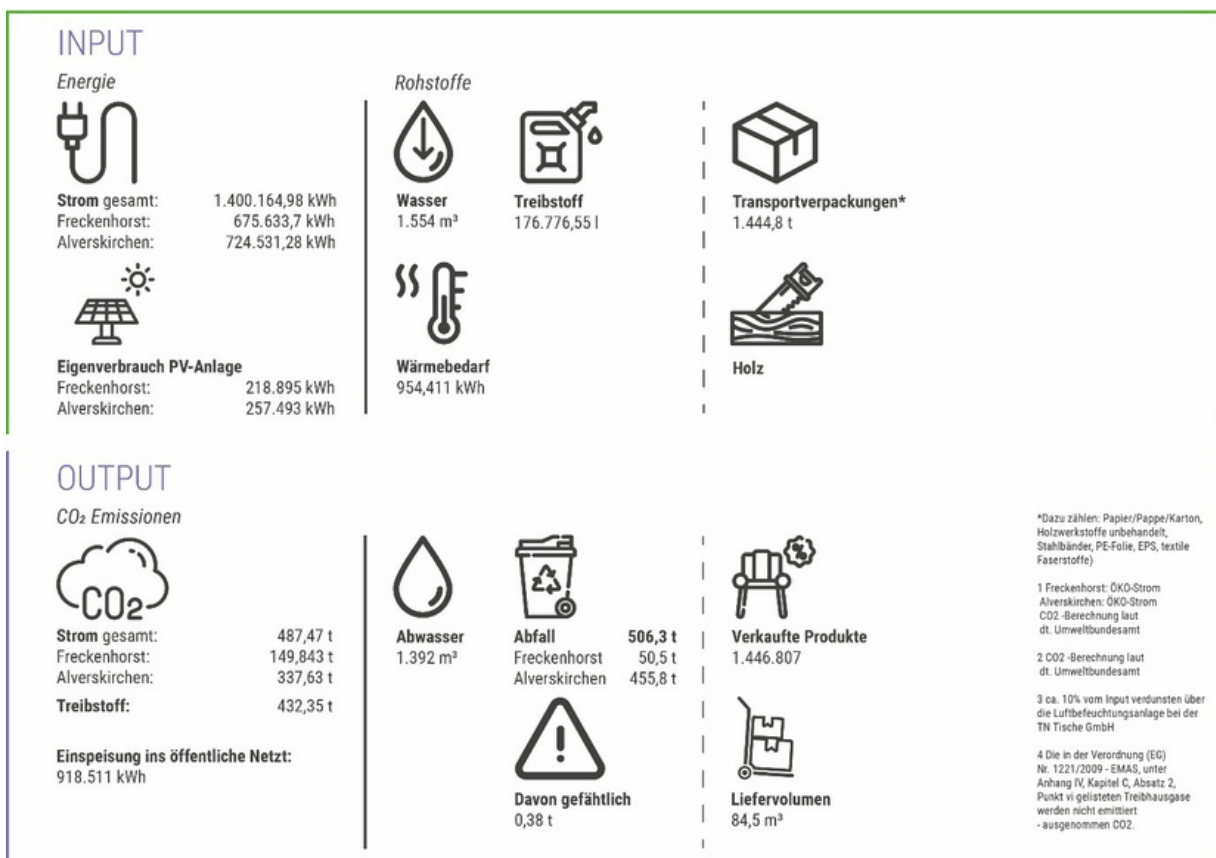 INPUT
Energie
Strom gesamt: 1.400.164,98 kWh
Freckenhorst: 675.633,7 kWh
Alverskirchen: 724.531,28 kWh
Eigenverbrauch PV-Anlage
Freckenhorst: 218.895 kWh
Alverskirchen: 257.493 kWh
Rohstoffe
Wasser
1.554 m³
Treibstoff
176.776,55 l
Wärmebedarf
954,411 kWh
Transportverpackungen*
1.444,8 t
Holz
OUTPUT
CO₂ Emissionen
CO2
Strom gesamt: 487,47 t
Freckenhorst: 149,843 t
Alverskirchen: 337,63 t
Treibstoff: 432,35 t
Einspeisung ins öffentliche Netzt:
918.511 kWh
Abwasser
1.392 m³
Abfall 506,3 t
Freckenhorst 50,5 t
Alverskirchen 455,8 t
Davon gefähtlich
0,38 t
%
Verkaufte Produkte
1.446.807
Liefervolumen
84,5 m³
*Dazu zählen: Papier/Pappe/Karton,
Holzwerkstoffe unbehandelt,
Stahlbänder, PE-Folie, EPS, textile
Faserstoffe)
1 Freckenhorst: ÖKO-Strom
Alverskirchen: ÖKO-Strom
CO2 -Berechnung laut
dt. Umweltbundesamt
2 CO2 -Berechnung laut
dt. Umweltbundesamt
3 ca. 10% vom Input verdunsten über
die Luftbefeuchtungsanlage bei der
TN Tische GmbH
4 Die in der Verordnung (EG)
Nr. 1221/2009 - EMAS, unter
Anhang IV, Kapitel C, Absatz 2,
Punkt vi gelisteten Treibhausgase
werden nicht emittiert
- ausgenommen CO2.